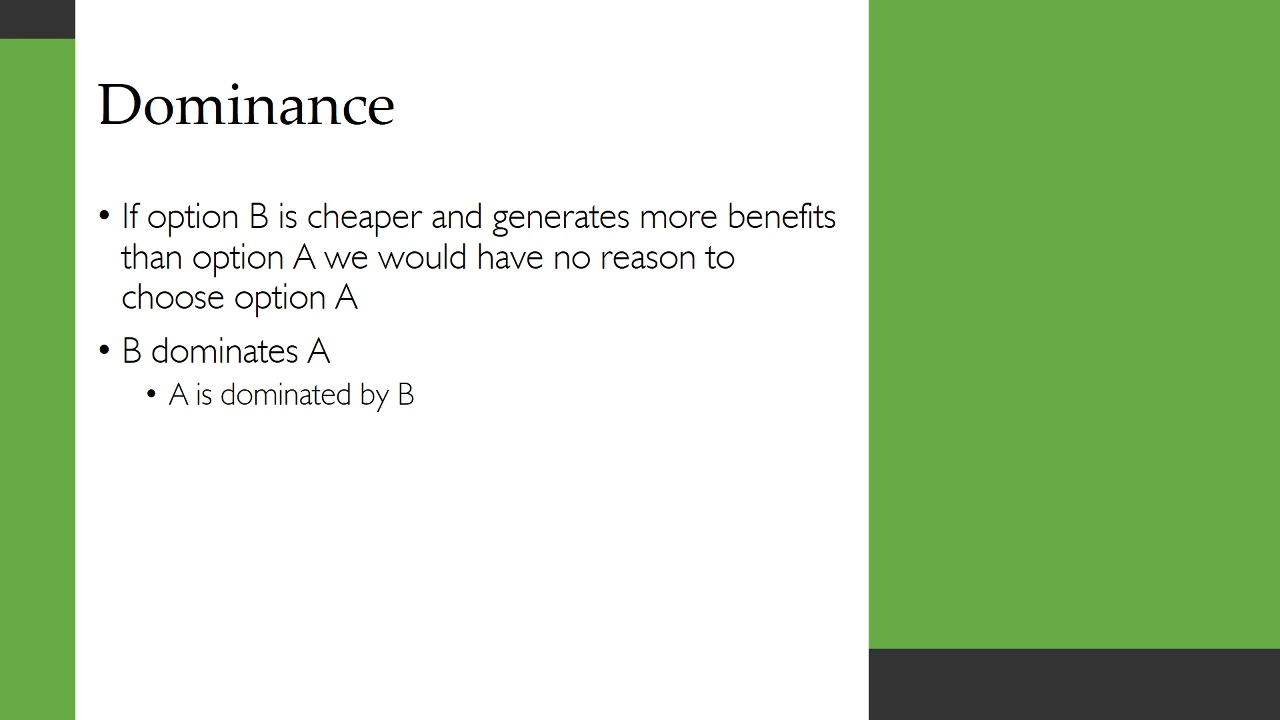 Dominance
• If option B is cheaper and generates more benefits
than option A we would have no reason to
choose option A
• B dominates A
• A is dominated by B